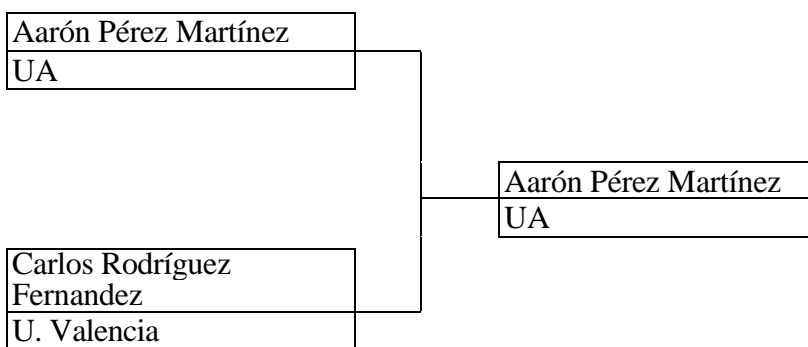 Aarón Pérez Martínez
UA
Aarón Pérez Martínez
UA
Carlos Rodríguez
Fernandez
U. Valencia